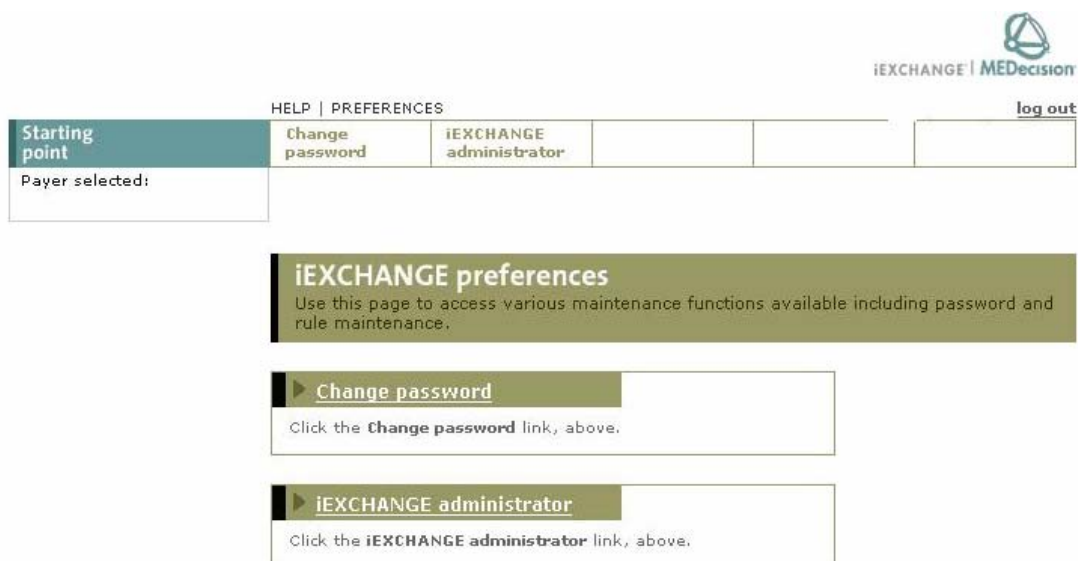 iEXCHANGE | MEDecision
HELP | PREFERENCES
log out
Starting point
Change password
iEXCHANGE administrator
Payer selected:
iEXCHANGE preferences
Use this page to access various maintenance functions available including password and
rule maintenance.
Change password
Click the Change password link, above.
iEXCHANGE administrator
Click the iEXCHANGE administrator link, above.